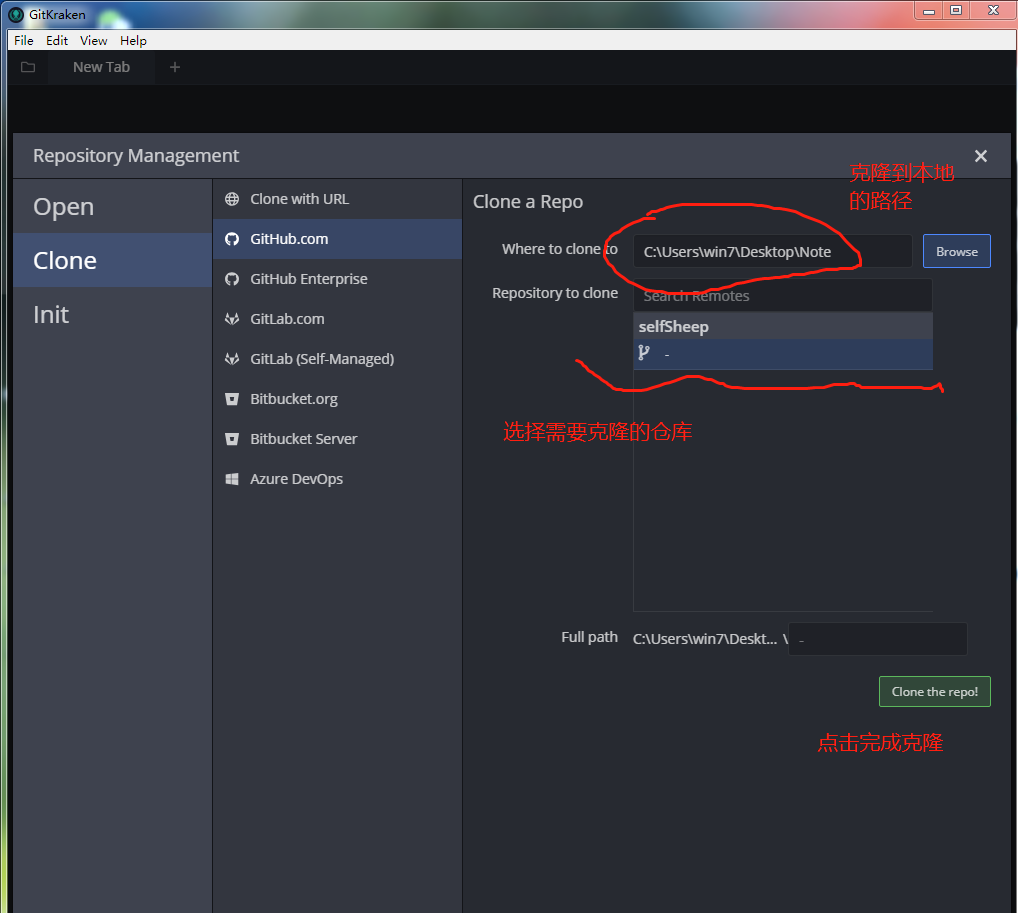 GitKraken
File Edit View Help
New Tab
Repository Management
Open
Clone
Init
Clone with URL
GitHub.com
GitHub Enterprise
GitLab.com
GitLab (Self-Managed)
Bitbucket.org
Bitbucket Server
Azure DevOps
Clone a Repo
克隆到本地
的路径
Where to clone to C:\Users\win7\Desktop\Note Browse
Repository to clone Search Remotes
selfSheep
-
选择需要克隆的仓库
Full path C:\Users\win7\Deskt... \ -
Clone the repo!
点击完成克隆